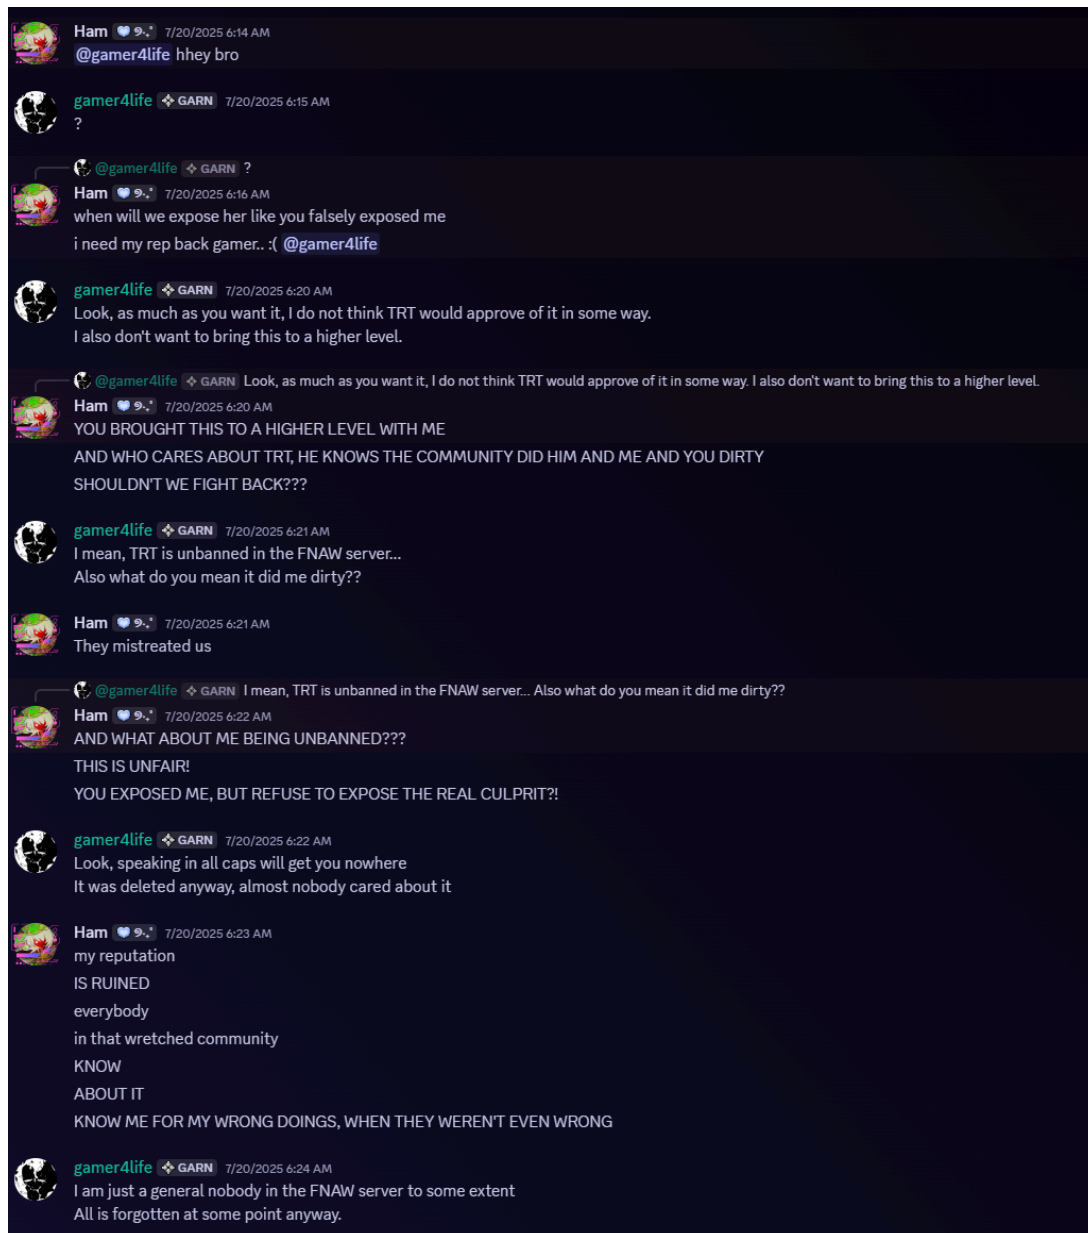 Ham 7/20/2025 6:14 AM
@gamer4life hhey bro
gamer4life GARN 7/20/2025 6:15 AM
?
@gamer4life GARN ?
Ham 7/20/2025 6:16 AM
when will we expose her like you falsely exposed me
i need my rep back gamer.. :( @gamer4life
gamer4life GARN 7/20/2025 6:20 AM
Look, as much as you want it, I do not think TRT would approve of it in some way.
I also don't want to bring this to a higher level.
@gamer4life GARN Look, as much as you want it, I do not think TRT would approve of it in some way. I also don't want to bring this to a higher level.
Ham 7/20/2025 6:20 AM
YOU BROUGHT THIS TO A HIGHER LEVEL WITH ME
AND WHO CARES ABOUT TRT, HE KNOWS THE COMMUNITY DID HIM AND ME AND YOU DIRTY
SHOULDN'T WE FIGHT BACK???
gamer4life GARN 7/20/2025 6:21 AM
I mean, TRT is unbanned in the FNAW server...
Also what do you mean it did me dirty??
Ham 7/20/2025 6:21 AM
They mistreated us
@gamer4life GARN I mean, TRT is unbanned in the FNAW server... Also what do you mean it did me dirty??
Ham 7/20/2025 6:22 AM
AND WHAT ABOUT ME BEING UNBANNED???
THIS IS UNFAIR!
YOU EXPOSED ME, BUT REFUSE TO EXPOSE THE REAL CULPRIT?!
gamer4life GARN 7/20/2025 6:22 AM
Look, speaking in all caps will get you nowhere
It was deleted anyway, almost nobody cared about it
Ham 7/20/2025 6:23 AM
my reputation
IS RUINED
everybody
in that wretched community
KNOW
ABOUT IT
KNOW ME FOR MY WRONG DOINGS, WHEN THEY WEREN'T EVEN WRONG
gamer4life GARN 7/20/2025 6:24 AM
I am just a general nobody in the FNAW server to some extent
All is forgotten at some point anyway.